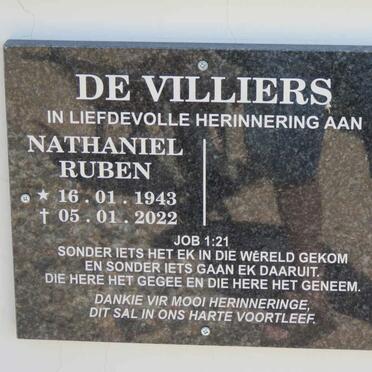 DE VILLIERS
IN LIEFDEVOLLE HERINNERING AAN
NATHANIEL
RUBEN
★ 16.01.1943
† 05.01.2022
JOB 1:21
SONDER IETS HET EK IN DIE WÊRELD GEKOM
EN SONDER IETS GAAN EK DAARUIT.
DIE HERE HET GEGEE EN DIE HERE HET GENEEM.
DANKIE VIR MOOI HERINNERINGE,
DIT SAL IN ONS HARTE VOORTLEEF.